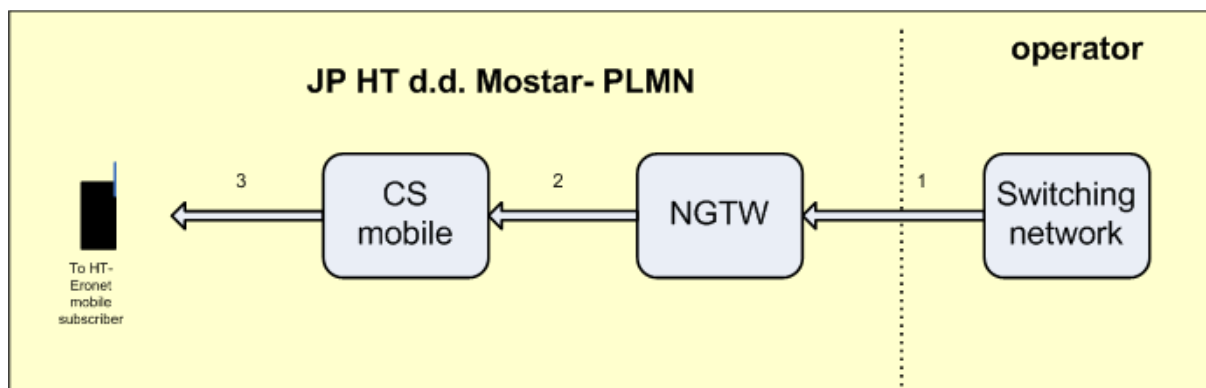 operator
JP HT d.d. Mostar- PLMN
3
CS
mobile
2
NGTW
1
Switching
network
To HT-
Eronet
mobile
subscriber